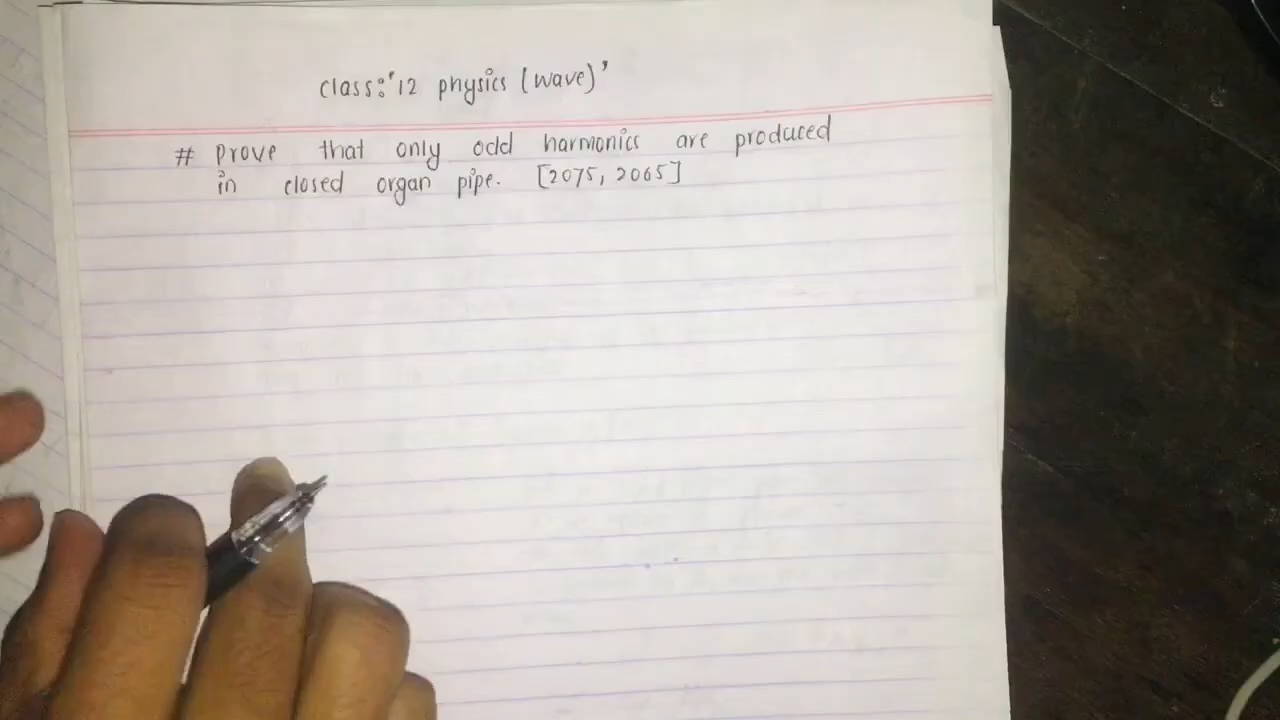 class:'12 physics (wave)'
# prove that only odd harmonics are produced
in closed organ pipe. [2075, 2065]